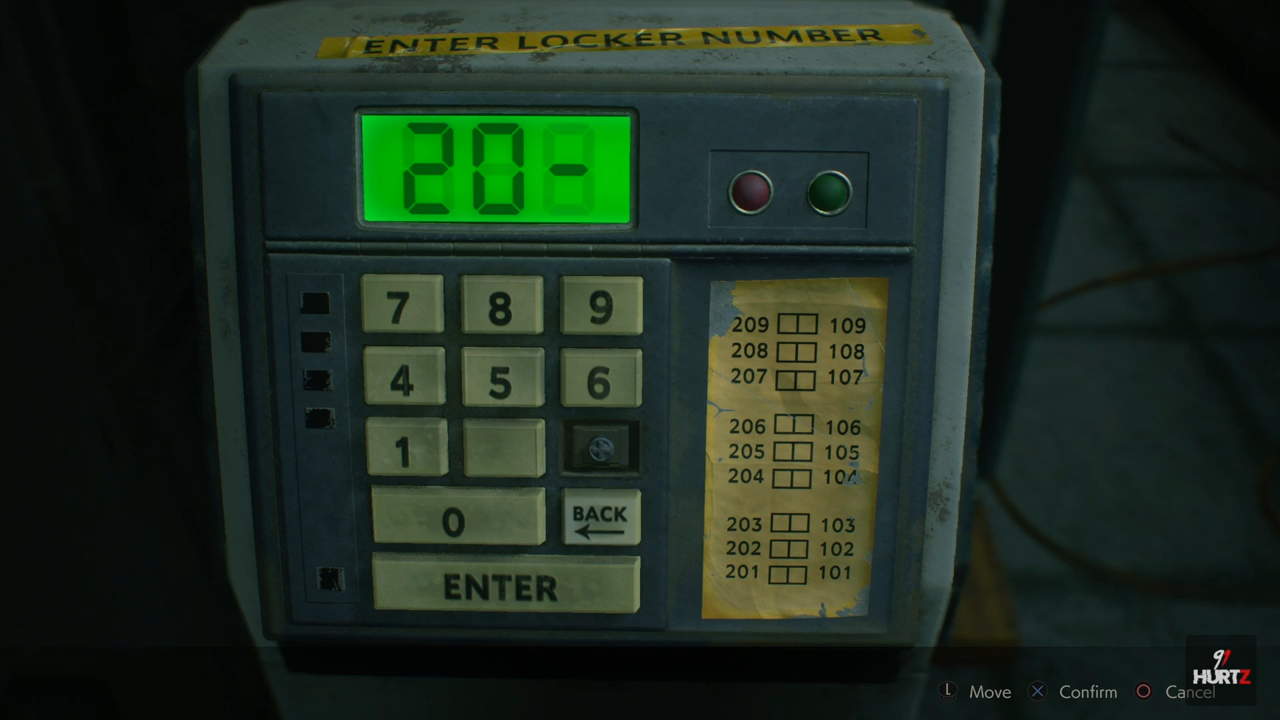 ENTER LOCKER NUMBER
20-
7 8 9
4 5 6
1
0 BACK
ENTER
209 109
208 108
207 107
206 106
205 105
204 104
203 103
202 102
201 101
L Move X Confirm O Cancel
91
HURTZ